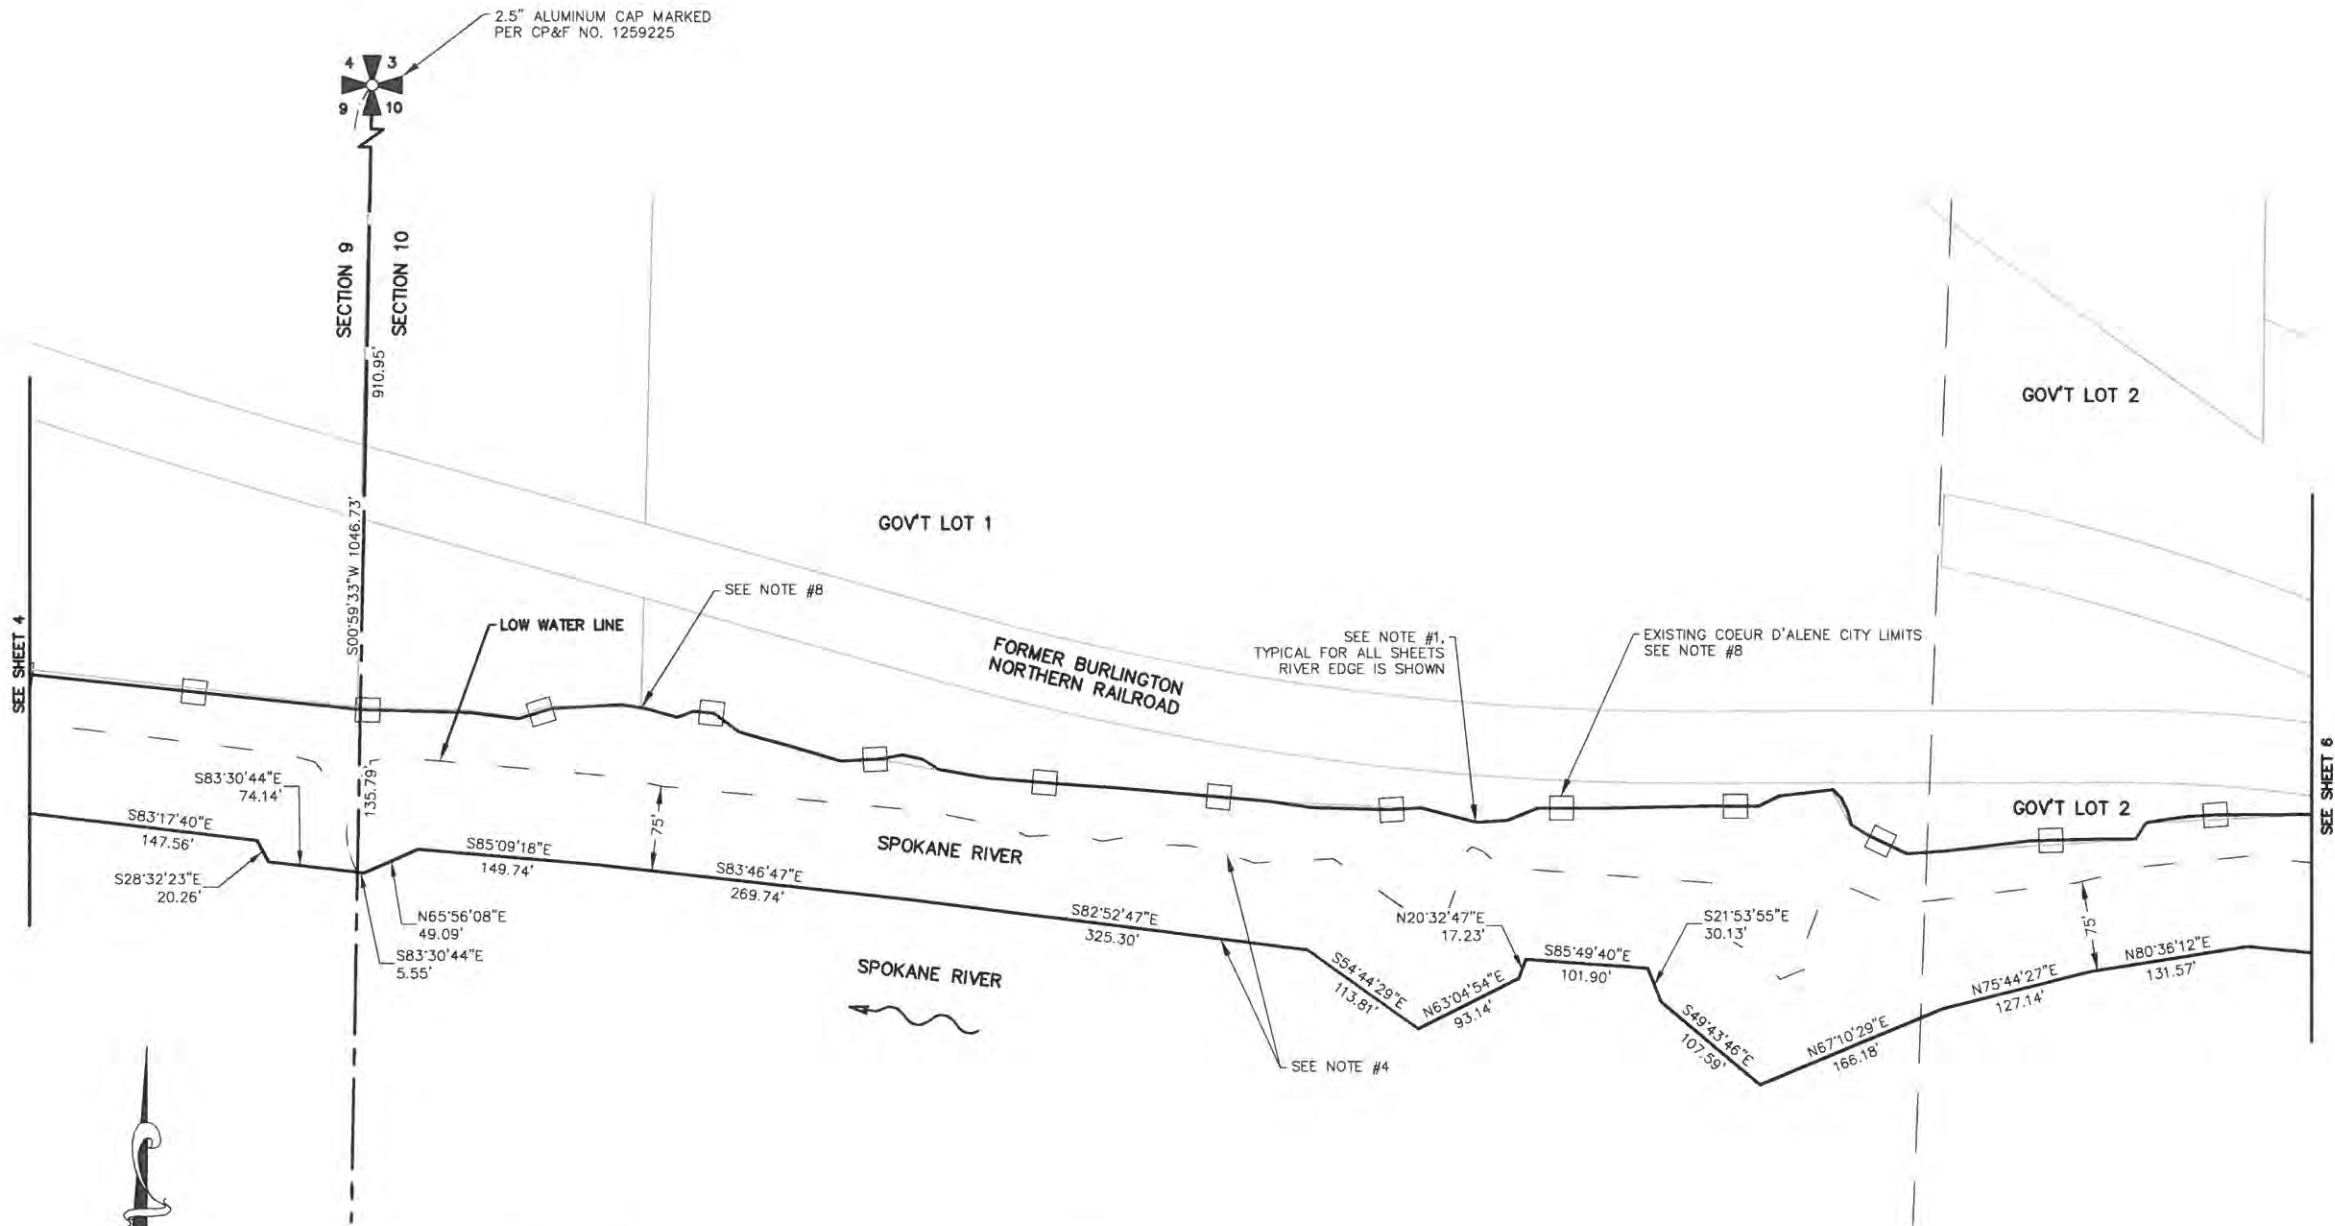 2.5" ALUMINUM CAP MARKED
PER CP&F NO. 1259225
4 3
9 10
SECTION 9
SECTION 10
910.95'
S00°59'33"W 1046.73'
GOV'T LOT 2
GOV'T LOT 1
SEE NOTE #8
LOW WATER LINE
SEE SHEET 4
FORMER BURLINGTON
NORTHERN RAILROAD
SEE NOTE #1,
TYPICAL FOR ALL SHEETS
RIVER EDGE IS SHOWN
EXISTING COEUR D'ALENE CITY LIMITS
SEE NOTE #8
SEE SHEET 6
GOV'T LOT 2
S83°30'44"E
74.14'
135.79'
75'
S83°17'40"E
147.56'
S28°32'23"E
20.26'
N65°56'08"E
49.09'
S83°30'44"E
5.55'
S85°09'18"E
149.74'
S83°46'47"E
269.74'
SPOKANE RIVER
S82°52'47"E
325.30'
SPOKANE RIVER
S54°44'29"E
113.81'
N63°04'54"E
93.14'
N20°32'47"E
17.23'
S85°49'40"E
101.90'
S21°53'55"E
30.13'
S49°43'46"E
107.59'
N67°10'29"E
166.18'
N75°44'27"E
127.14'
75'
N80°36'12"E
131.57'
SEE NOTE #4